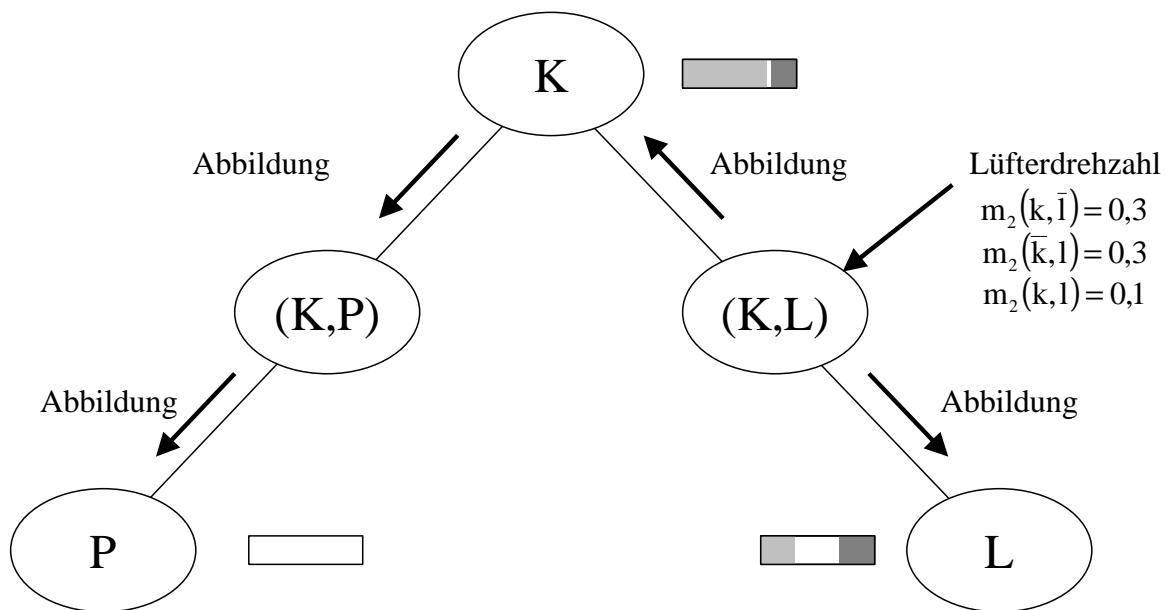 K
Abbildung
Abbildung
Lüfterdrehzahl
m₂(k, l̄) = 0,3
m₂(k̄, l) = 0,3
m₂(k, l) = 0,1
(K,P)
(K,L)
Abbildung
Abbildung
P
L